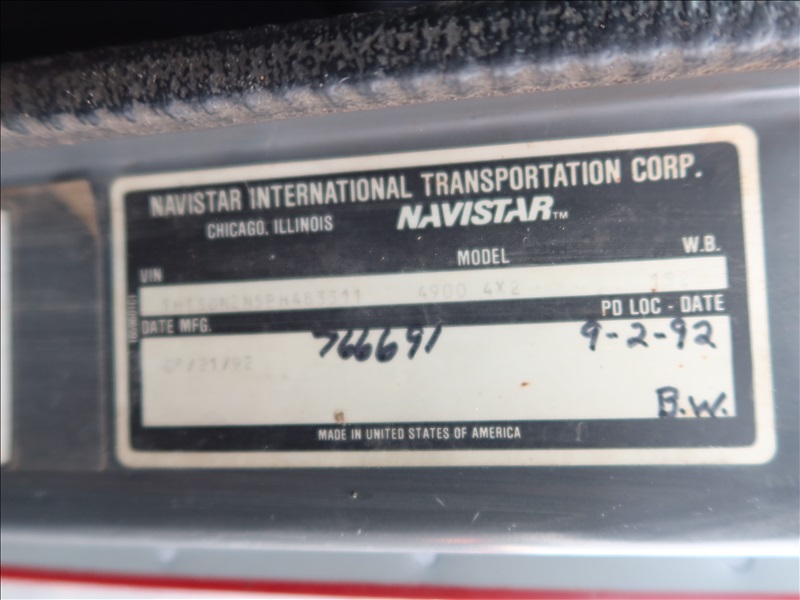 NAVISTAR INTERNATIONAL TRANSPORTATION CORP.
CHICAGO, ILLINOIS NAVISTAR™
VIN MODEL W.B.
4900 4X2
DATE MFG. PD LOC - DATE
766691 9-2-92
B.W.
MADE IN UNITED STATES OF AMERICA